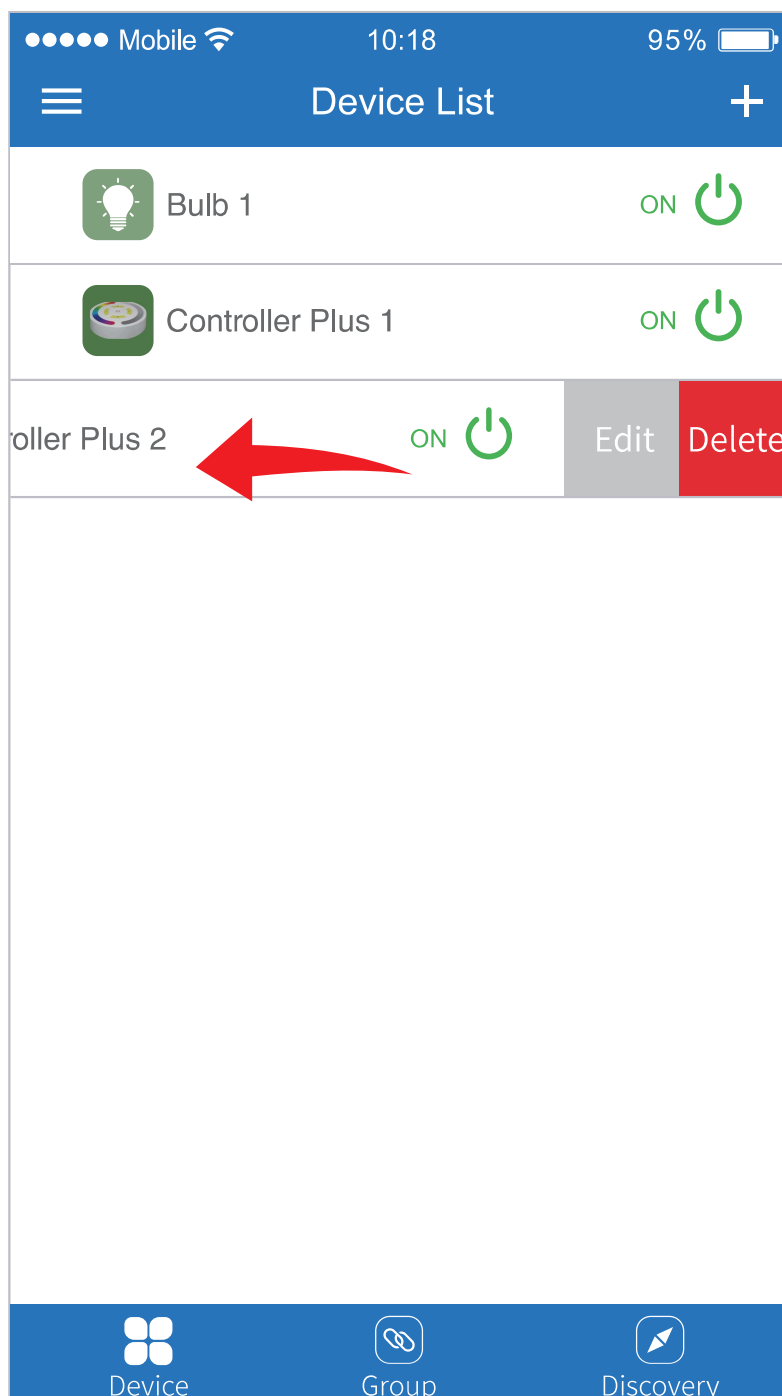 Mobile 10:18 95%
Device List
Bulb 1 ON
Controller Plus 1 ON
roller Plus 2 ON Edit Delete
Device Group Discovery